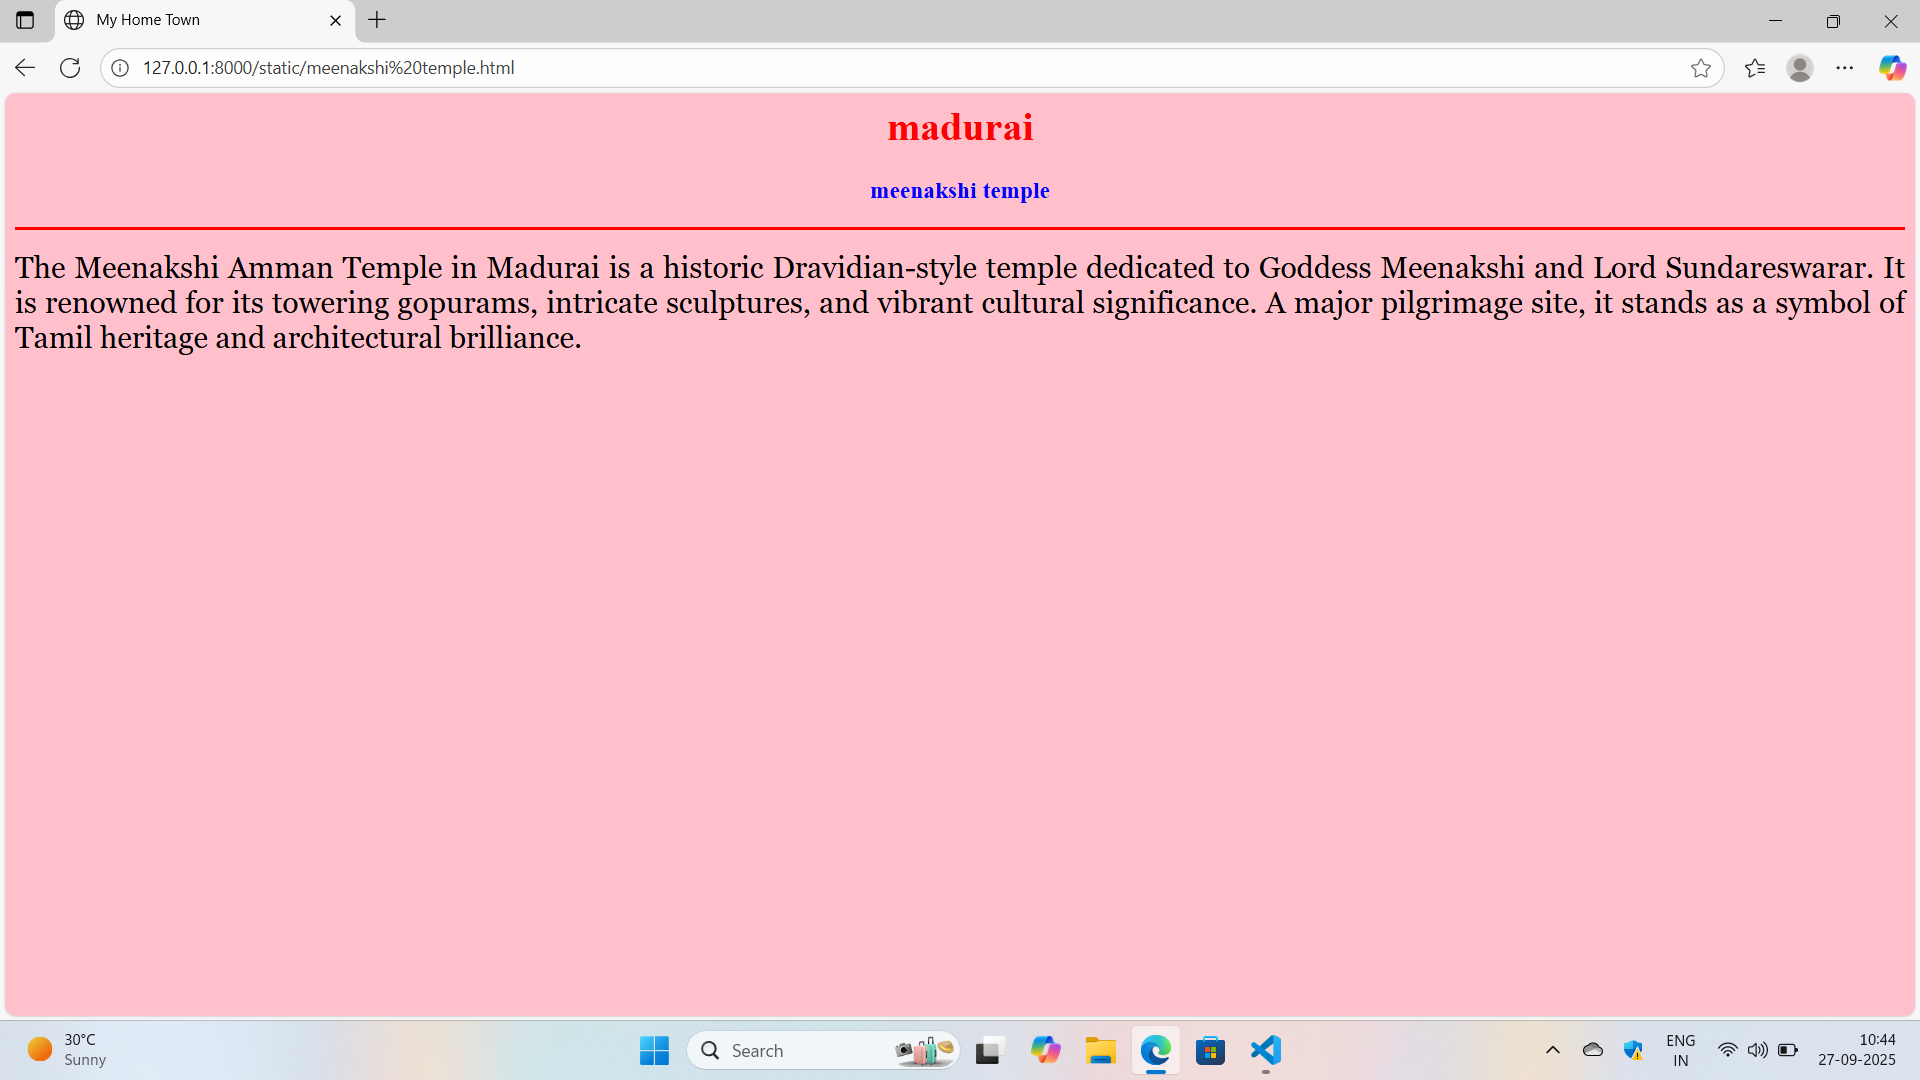 My Home Town
127.0.0.1:8000/static/meenakshi%20temple.html
madurai
meenakshi temple
The Meenakshi Amman Temple in Madurai is a historic Dravidian-style temple dedicated to Goddess Meenakshi and Lord Sundareswarar. It
is renowned for its towering gopurams, intricate sculptures, and vibrant cultural significance. A major pilgrimage site, it stands as a symbol of
Tamil heritage and architectural brilliance.
30°C
Sunny
Search
ENG
IN
10:44
27-09-2025